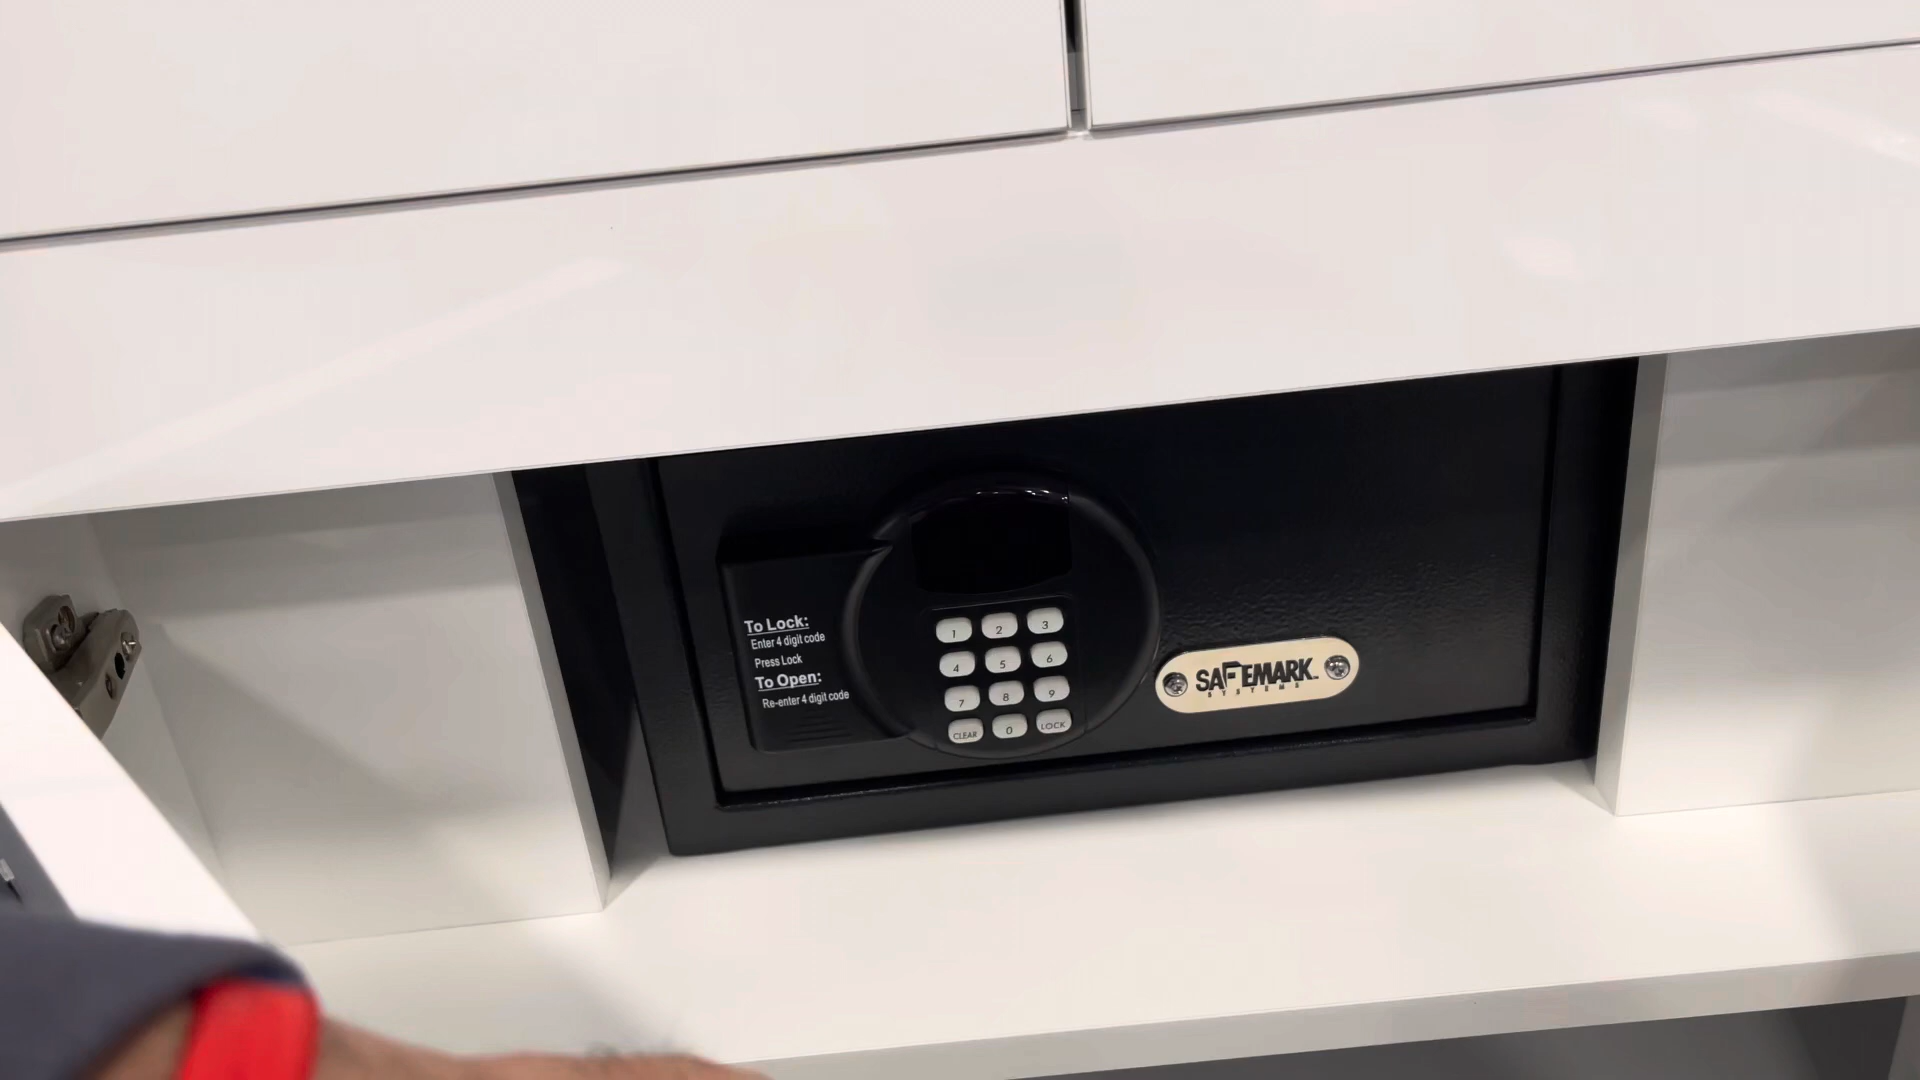 To Lock:
Enter 4 digit code
Press Lock
To Open:
Re-enter 4 digit code
1 2 3
4 5 6
7 8 9
CLEAR 0 LOCK
SAFEMARK
SYSTEMS